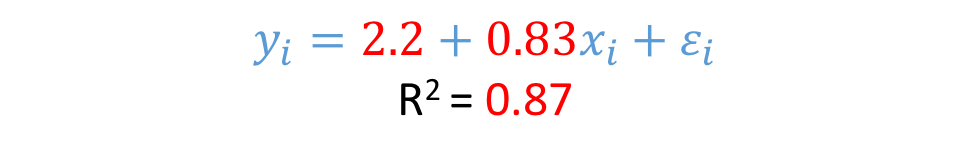 yᵢ = 2.2 + 0.83xᵢ + εᵢ
R² = 0.87